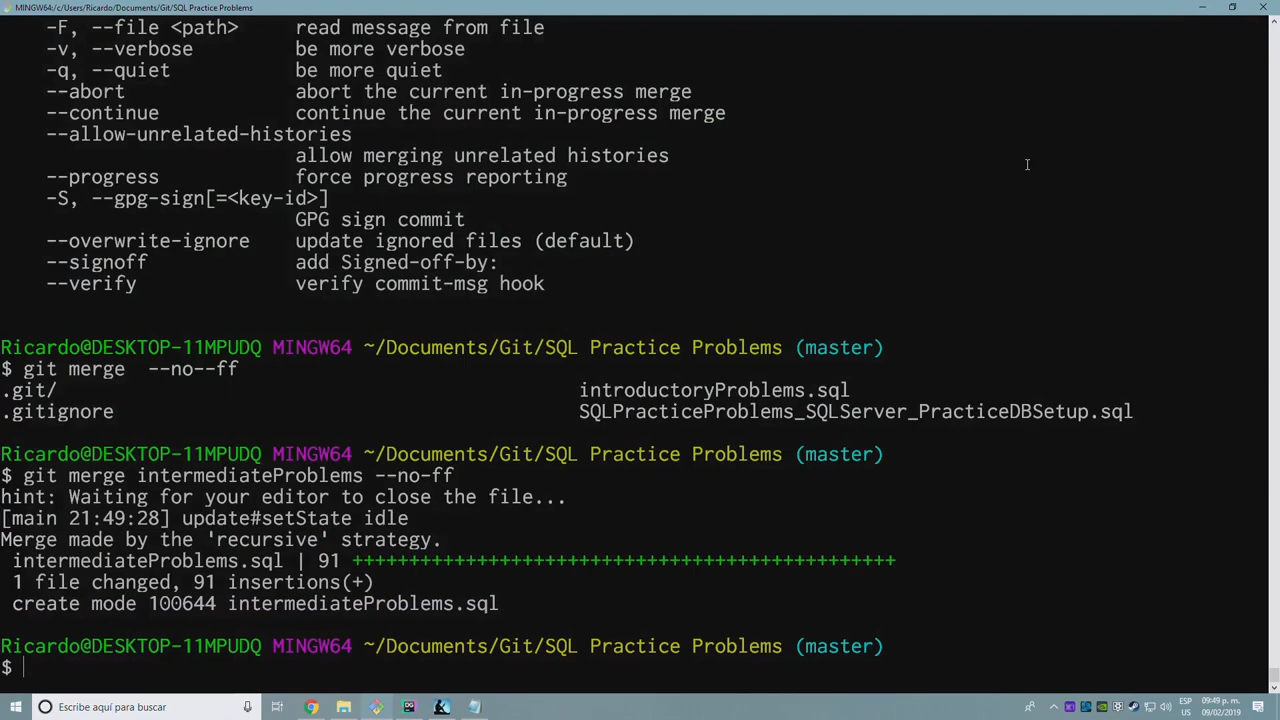 MINGW64:/c/Users/Ricardo/Documents/Git/SQL Practice Problems
-F, --file <path> read message from file
-v, --verbose be more verbose
-q, --quiet be more quiet
--abort abort the current in-progress merge
--continue continue the current in-progress merge
--allow-unrelated-histories
allow merging unrelated histories
--progress force progress reporting
-S, --gpg-sign[=<key-id>]
GPG sign commit
--overwrite-ignore update ignored files (default)
--signoff add Signed-off-by:
--verify verify commit-msg hook
Ricardo@DESKTOP-11MPUDQ MINGW64 ~/Documents/Git/SQL Practice Problems (master)
$ git merge  --no--ff
.git/ introductoryProblems.sql
.gitignore SQLPracticeProblems_SQLServer_PracticeDBSetup.sql
Ricardo@DESKTOP-11MPUDQ MINGW64 ~/Documents/Git/SQL Practice Problems (master)
$ git merge intermediateProblems --no-ff
hint: Waiting for your editor to close the file...
[main 21:49:28] update#setState idle
Merge made by the 'recursive' strategy.
intermediateProblems.sql | 91 ++++++++++++++++++++++++++++++++++++++++++++++++
1 file changed, 91 insertions(+)
create mode 100644 intermediateProblems.sql
Ricardo@DESKTOP-11MPUDQ MINGW64 ~/Documents/Git/SQL Practice Problems (master)
$
Escribe aquí para buscar
ESP 09:49 p. m.
US 09/02/2019